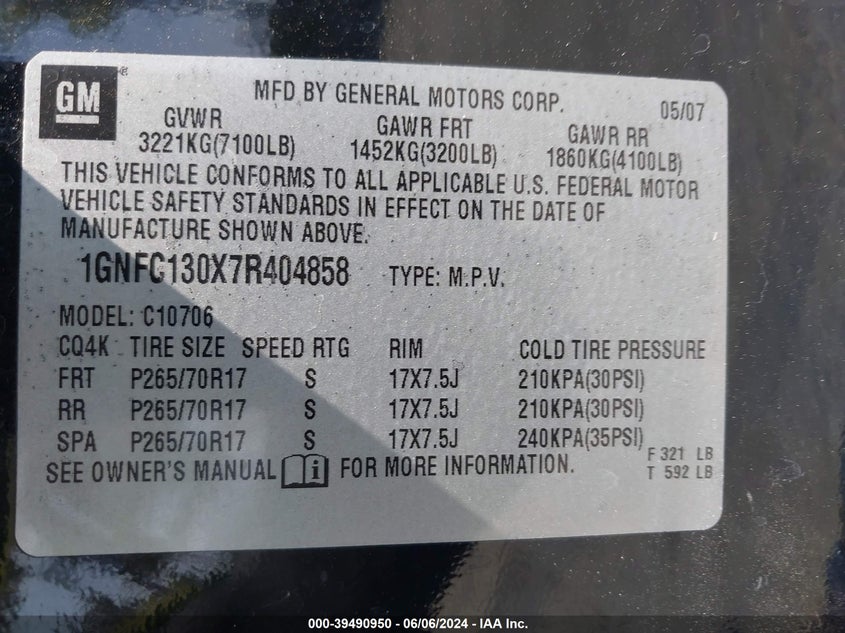 GM
MFD BY GENERAL MOTORS CORP. 05/07
GVWR GAWR FRT GAWR RR
3221KG(7100LB) 1452KG(3200LB) 1860KG(4100LB)
THIS VEHICLE CONFORMS TO ALL APPLICABLE U.S. FEDERAL MOTOR
VEHICLE SAFETY STANDARDS IN EFFECT ON THE DATE OF
MANUFACTURE SHOWN ABOVE.
1GNFC130X7R404858 TYPE: M.P.V.
MODEL: C10706
CQ4K TIRE SIZE SPEED RTG RIM COLD TIRE PRESSURE
FRT P265/70R17 S 17X7.5J 210KPA(30PSI)
RR P265/70R17 S 17X7.5J 210KPA(30PSI)
SPA P265/70R17 S 17X7.5J 240KPA(35PSI)
SEE OWNER'S MANUAL i FOR MORE INFORMATION.
F 321 LB
T 592 LB
000-39490950 - 06/06/2024 - IAA Inc.